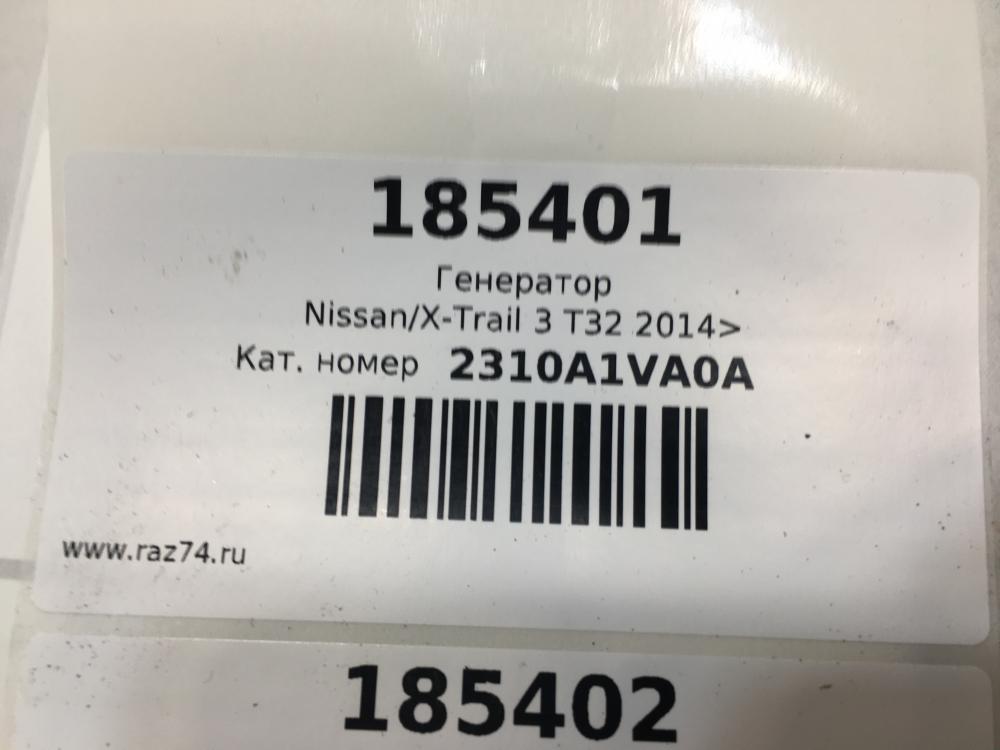 185401
Генератор
Nissan/X-Trail 3 T32 2014>
Кат. номер 2310A1VA0A
www.raz74.ru
185402